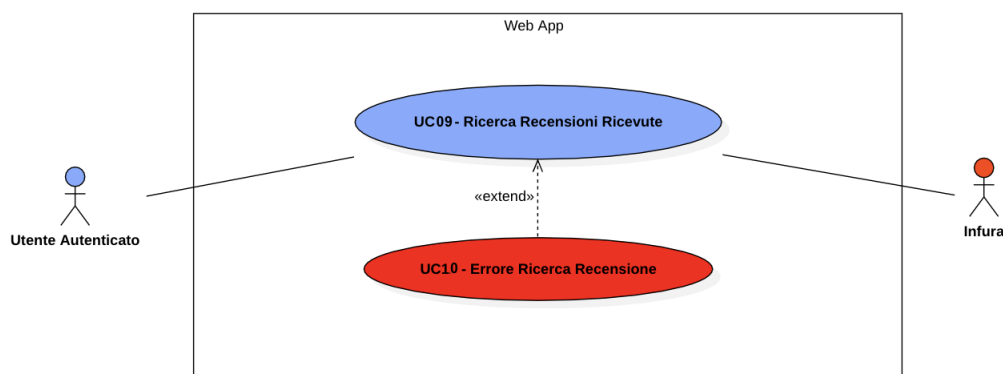 Web App
UC09 - Ricerca Recensioni Ricevute
«extend»
Utente Autenticato
Infura
UC10 - Errore Ricerca Recensione